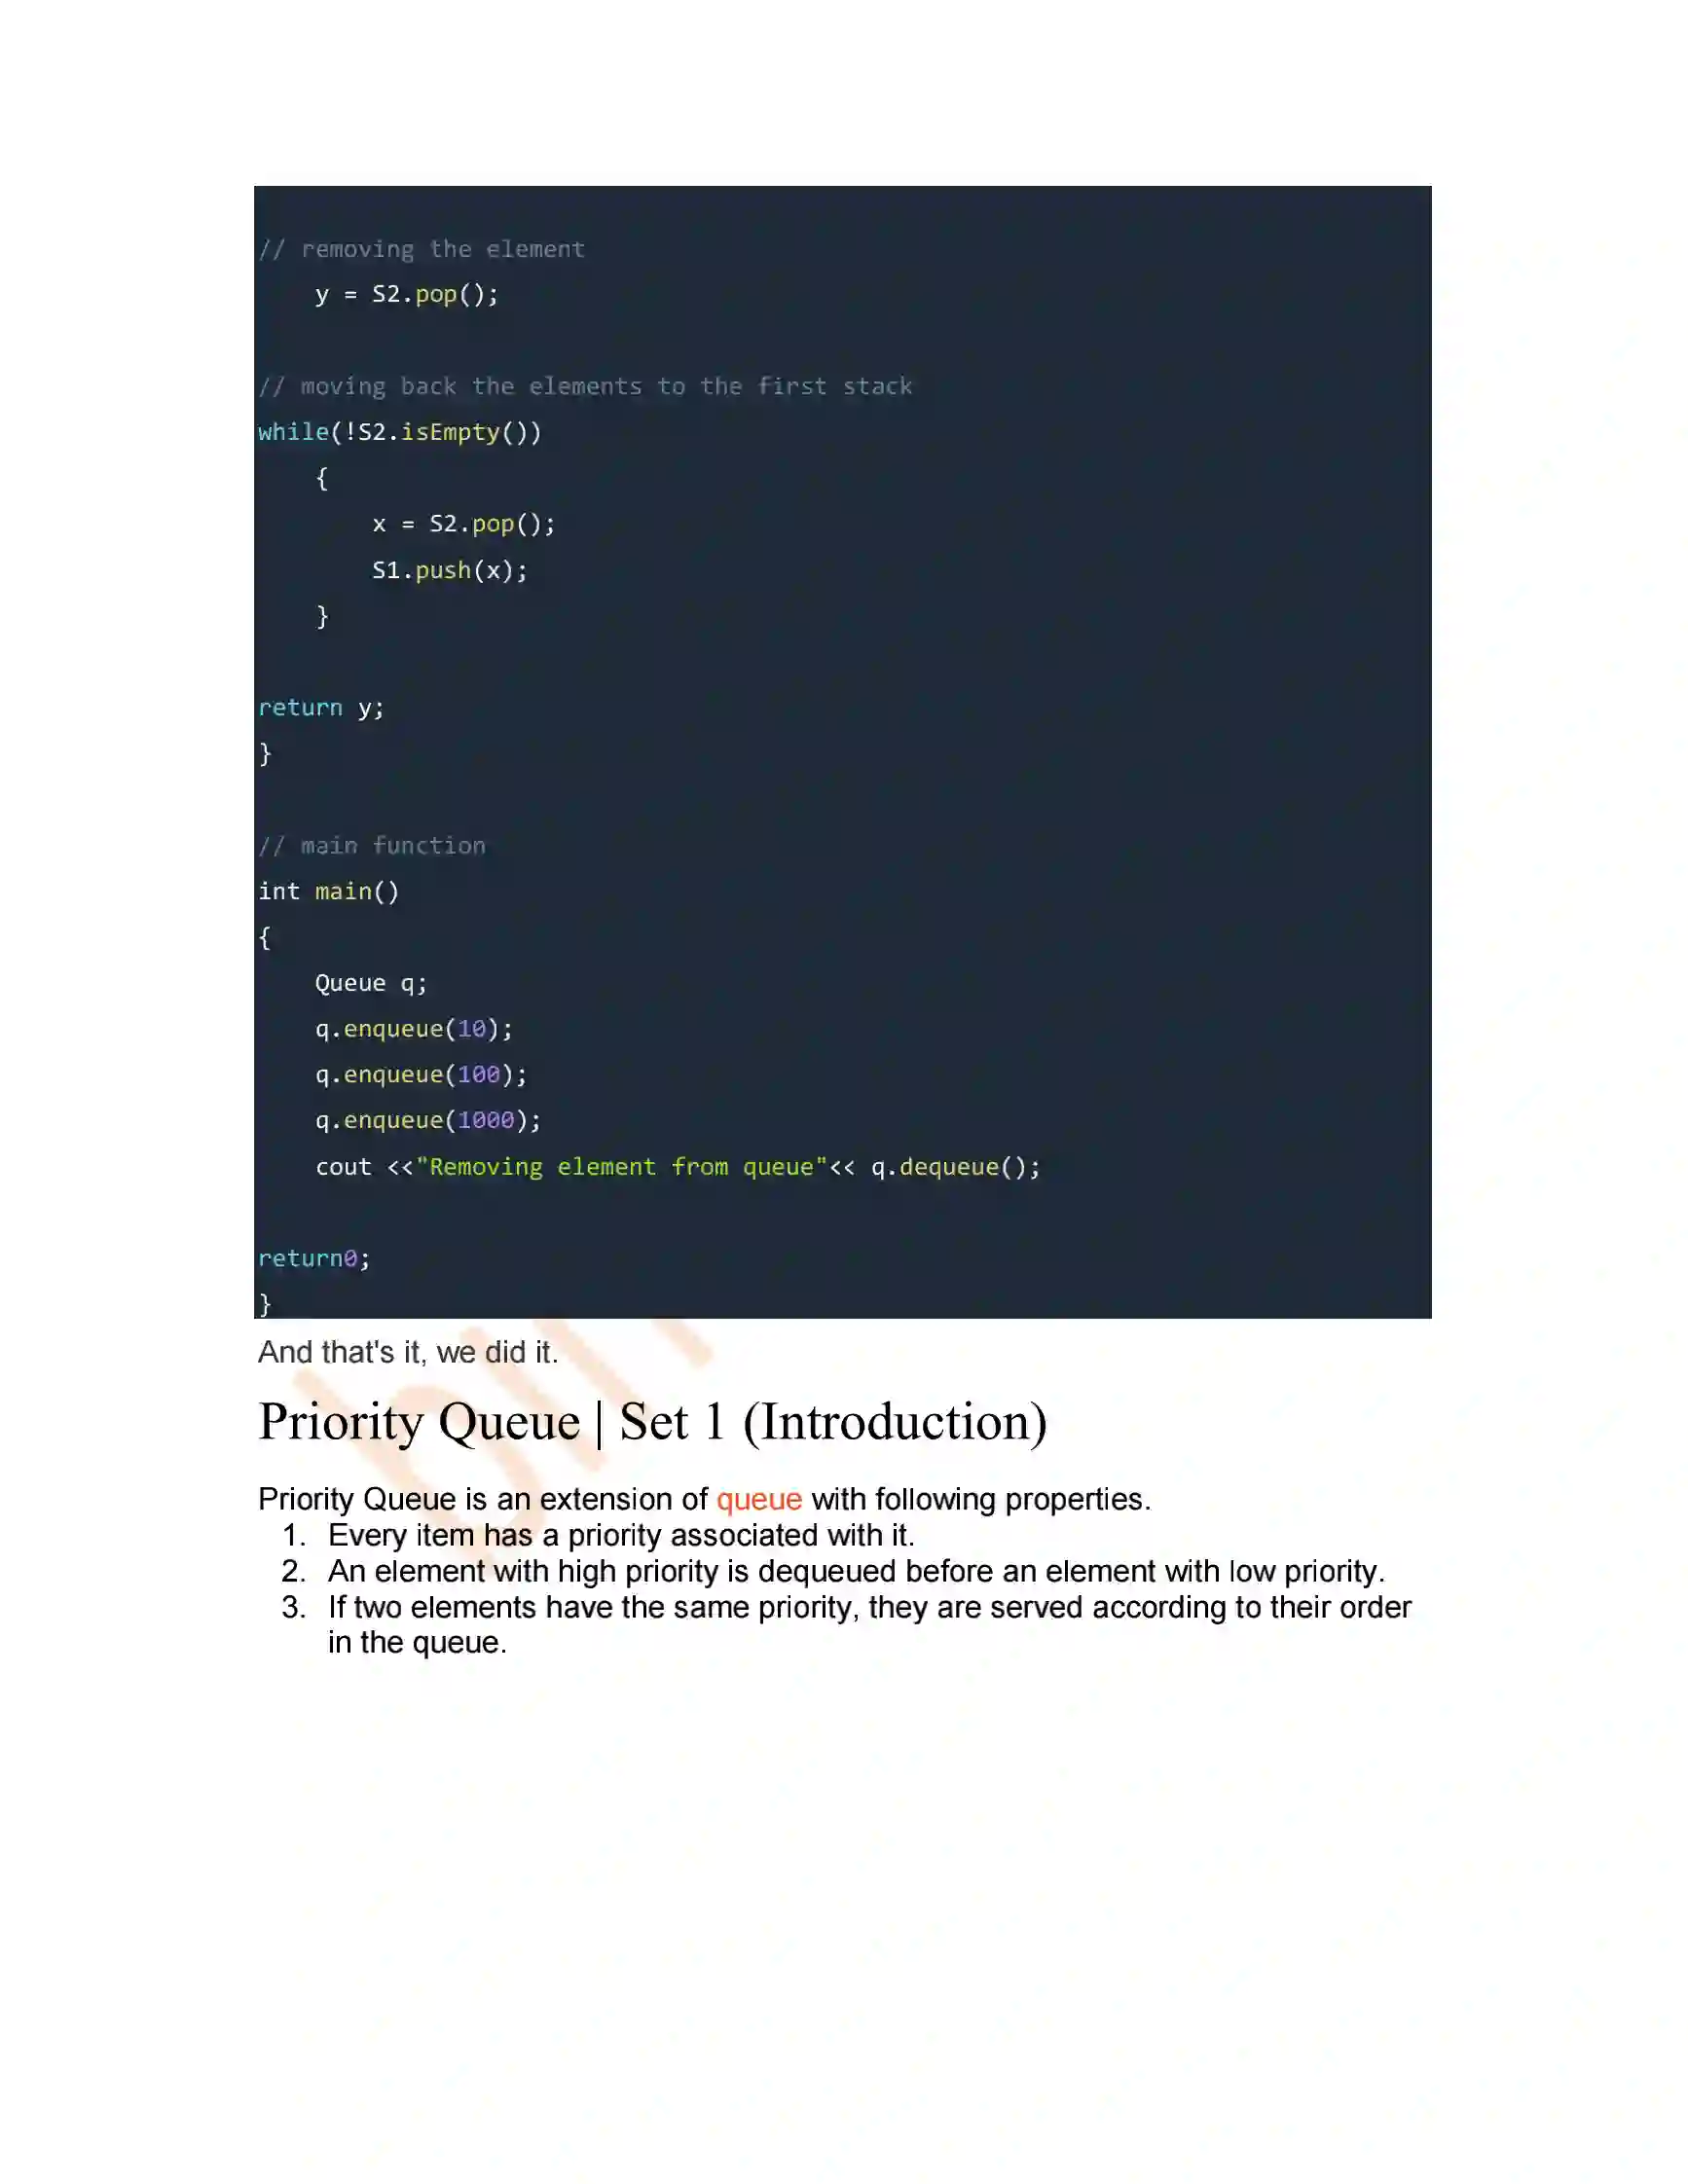 // removing the element
    y = S2.pop();
// moving back the elements to the first stack
while(!S2.isEmpty())
    {
        x = S2.pop();
        S1.push(x);
    }
return y;
}
// main function
int main()
{
    Queue q;
    q.enqueue(10);
    q.enqueue(100);
    q.enqueue(1000);
    cout <<"Removing element from queue"<< q.dequeue();
return0;
}
And that's it, we did it.
Priority Queue | Set 1 (Introduction)
Priority Queue is an extension of queue with following properties.
1. Every item has a priority associated with it.
2. An element with high priority is dequeued before an element with low priority.
3. If two elements have the same priority, they are served according to their order
in the queue.